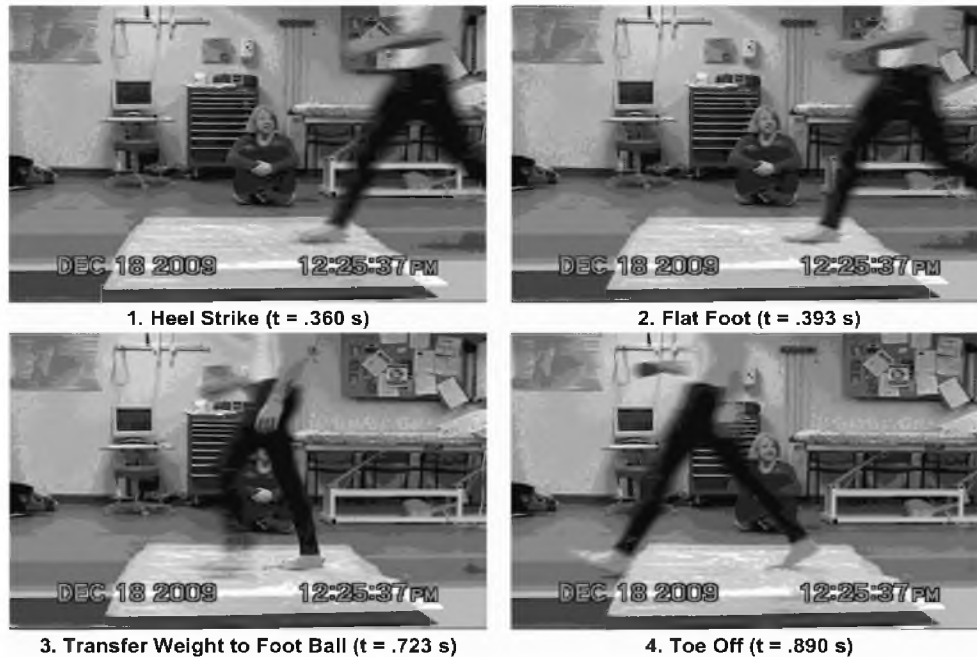 DEC 18 2009 12:25:37 PM
DEC 18 2009 12:25:37 PM
1. Heel Strike (t = .360 s)
2. Flat Foot (t = .393 s)
DEC 18 2009 12:25:37 PM
DEC 18 2009 12:25:37 PM
3. Transfer Weight to Foot Ball (t = .723 s)
4. Toe Off (t = .890 s)